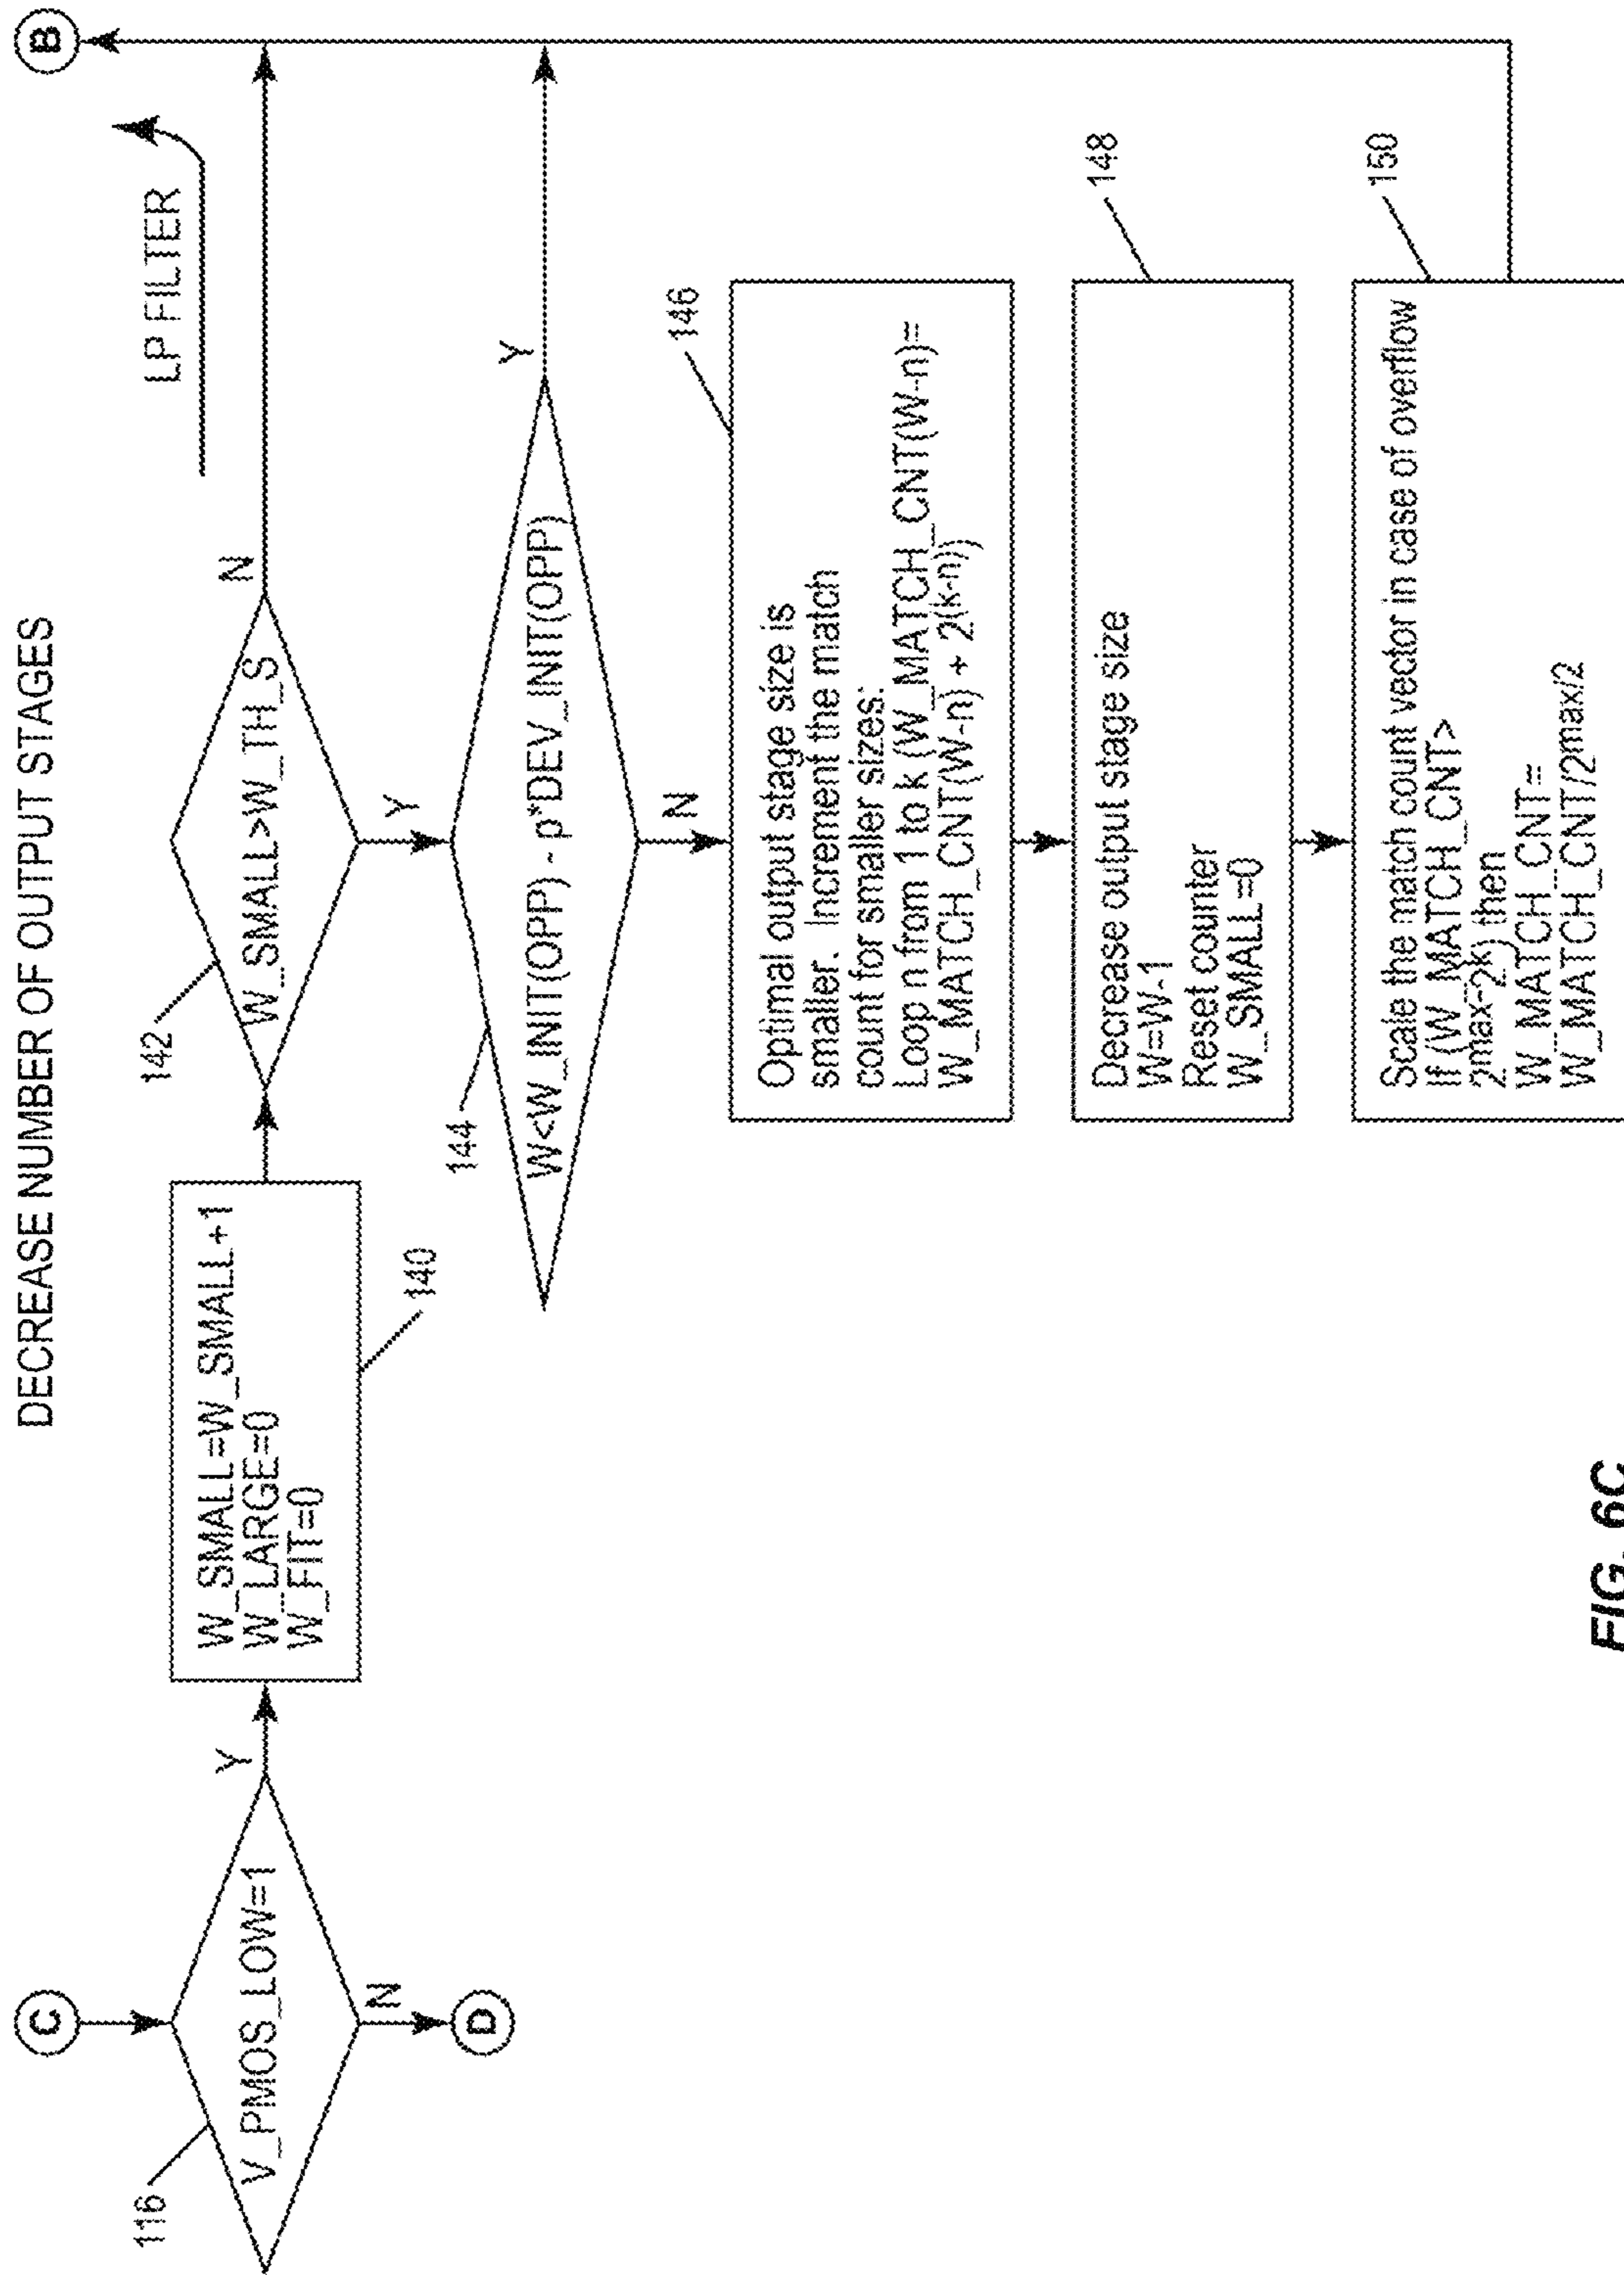 DECREASE NUMBER OF OUTPUT STAGES
C
116
V_PMOS_LOW=1
Y
N
D
W_SMALL=W_SMALL+1
W_LARGE=0
W_FIT=0
140
142
W_SMALL>W_TH_S
N
Y
LP FILTER
B
144
W<W_INIT(OPP) - p*DEV_INIT(OPP)
Y
N
146
Optimal output stage size is
smaller. Increment the match
count for smaller sizes:
Loop n from 1 to k (W_MATCH_CNT(W-n)=
W_MATCH_CNT(W-n) + 2(k-n))
148
Decrease output stage size
W=W-1
Reset counter
W_SMALL=0
150
Scale the match count vector in case of overflow
If (W_MATCH_CNT>
2max-2k) then
W_MATCH_CNT=
W_MATCH_CNT/2max/2
FIG. 6C